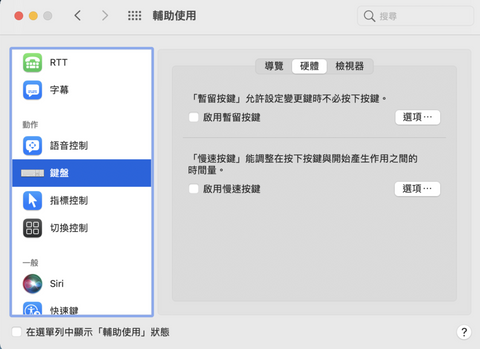 輔助使用
搜尋
RTT
字幕
動作
語音控制
鍵盤
指標控制
切換控制
一般
Siri
快速鍵
導覽
硬體
檢視器
「暫留按鍵」允許設定變更鍵時不必按下按鍵。
啟用暫留按鍵
選項⋯
「慢速按鍵」能調整在按下按鍵與開始產生作用之間的
時間量。
啟用慢速按鍵
選項⋯
在選單列中顯示「輔助使用」狀態
?